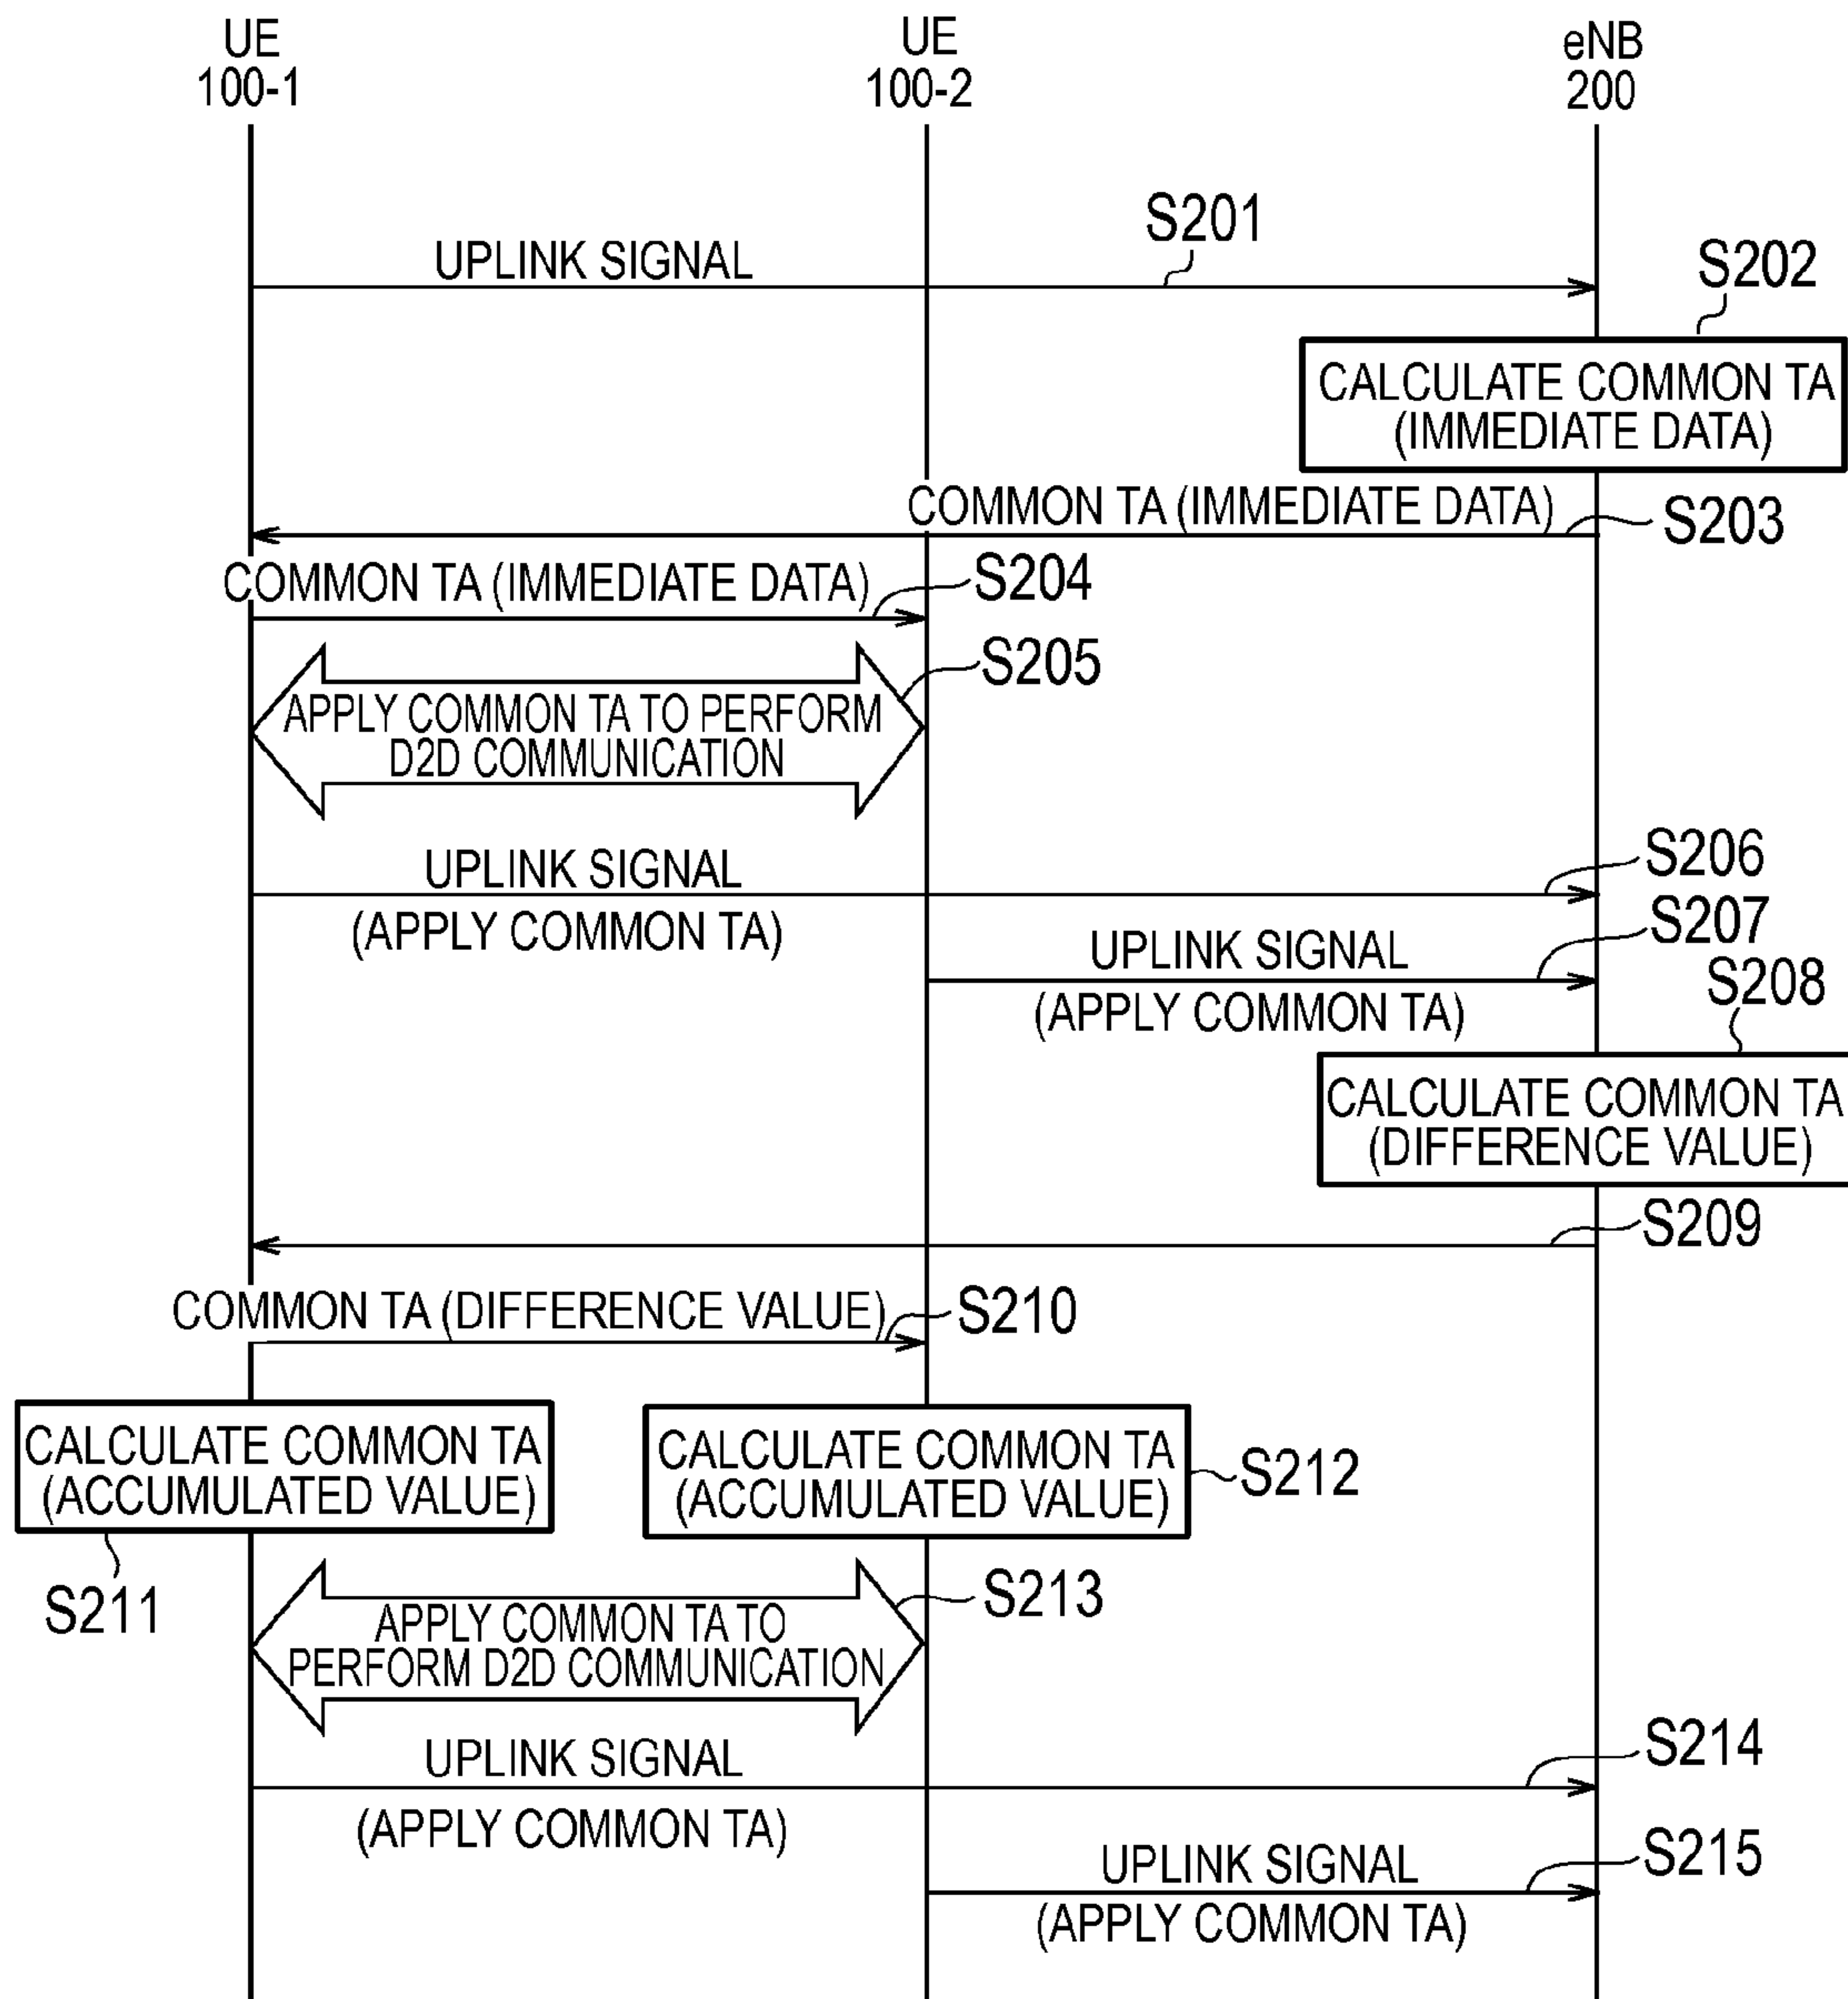 UE
100-1
UE
100-2
eNB
200
S201
UPLINK SIGNAL
S202
CALCULATE COMMON TA
(IMMEDIATE DATA)
COMMON TA (IMMEDIATE DATA)
S203
COMMON TA (IMMEDIATE DATA)
S204
S205
APPLY COMMON TA TO PERFORM
D2D COMMUNICATION
UPLINK SIGNAL
S206
(APPLY COMMON TA)
S207
UPLINK SIGNAL
S208
(APPLY COMMON TA)
CALCULATE COMMON TA
(DIFFERENCE VALUE)
S209
COMMON TA (DIFFERENCE VALUE)
S210
CALCULATE COMMON TA
(ACCUMULATED VALUE)
CALCULATE COMMON TA
(ACCUMULATED VALUE)
S212
S211
S213
APPLY COMMON TA TO
PERFORM D2D COMMUNICATION
UPLINK SIGNAL
S214
(APPLY COMMON TA)
UPLINK SIGNAL
S215
(APPLY COMMON TA)